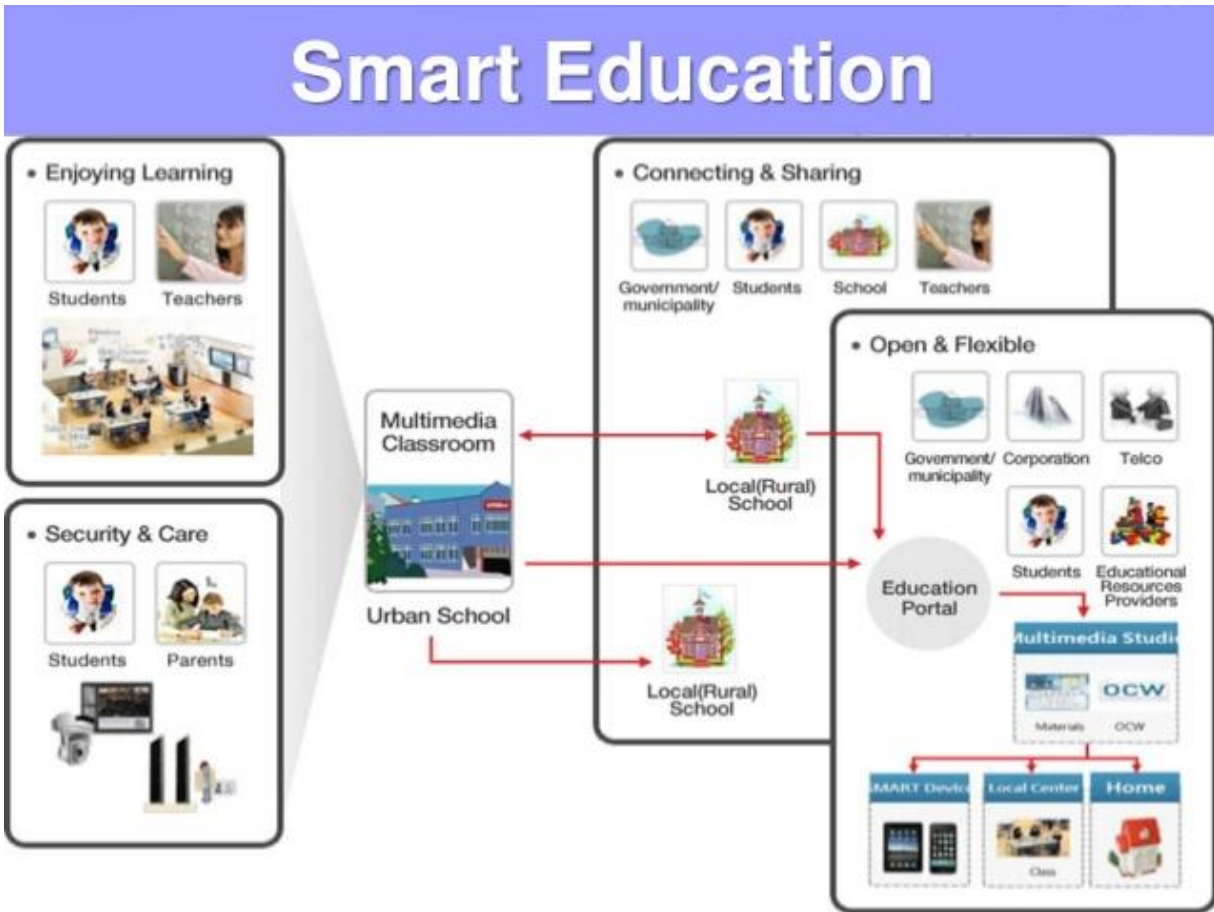 Smart Education
• Enjoying Learning
Students
Teachers
• Security & Care
Students
Parents
Multimedia
Classroom
Urban School
• Connecting & Sharing
Government/
municipality
Students
School
Teachers
Local(Rural)
School
Local(Rural)
School
• Open & Flexible
Government/
municipality
Corporation
Telco
Students
Educational
Resources
Providers
Education
Portal
Multimedia Studio
OCW
Materials
OCW
SMART Device
Local Center
Class
Home